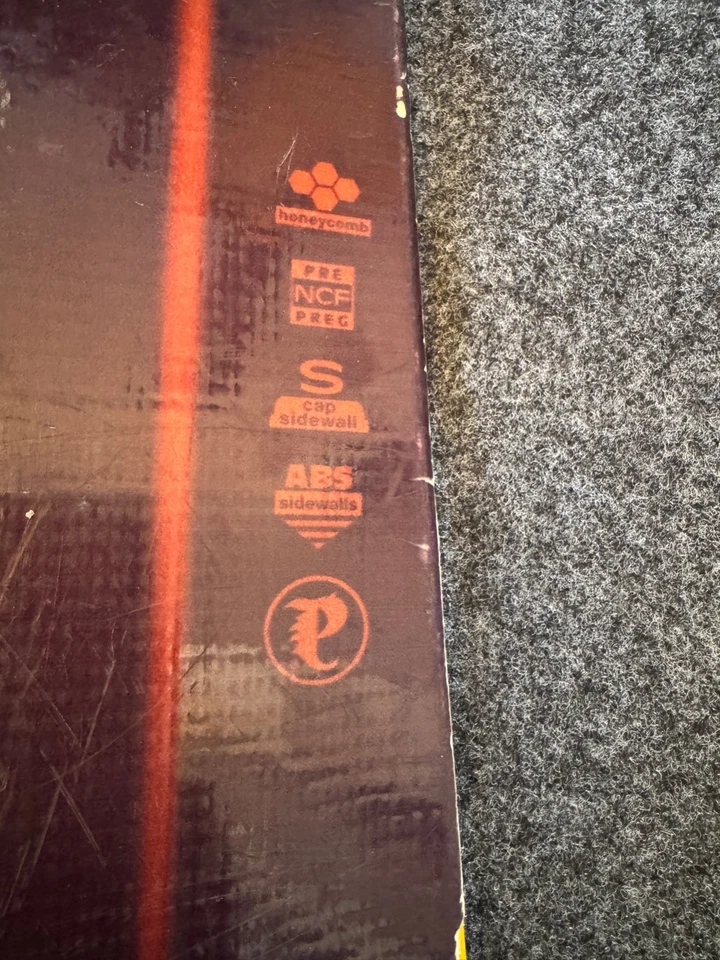 honeycomb
PRE
NCF
PREG
S
cap
sidewall
ABS
sidewalls
P